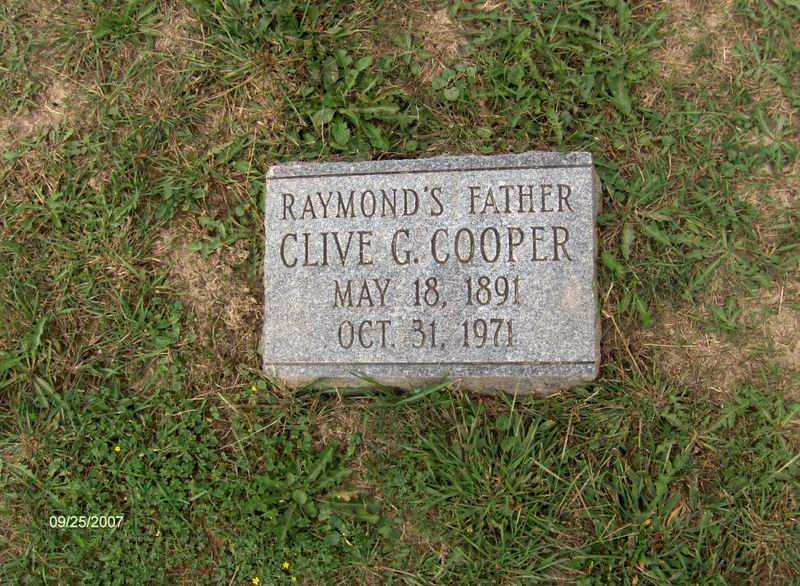 RAYMOND'S FATHER
CLIVE G. COOPER
MAY 18, 1891
OCT. 31, 1971
09/25/2007